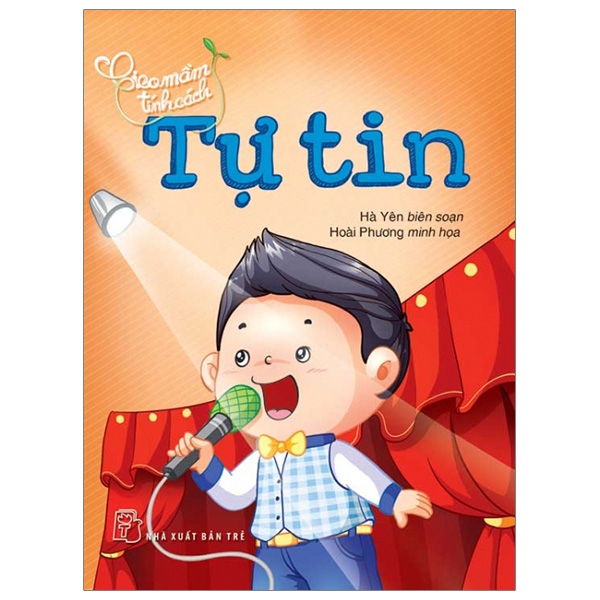 Gieo mầm
tính cách
Tự tin
Hà Yên biên soạn
Hoài Phương minh họa
NHÀ XUẤT BẢN TRẺ